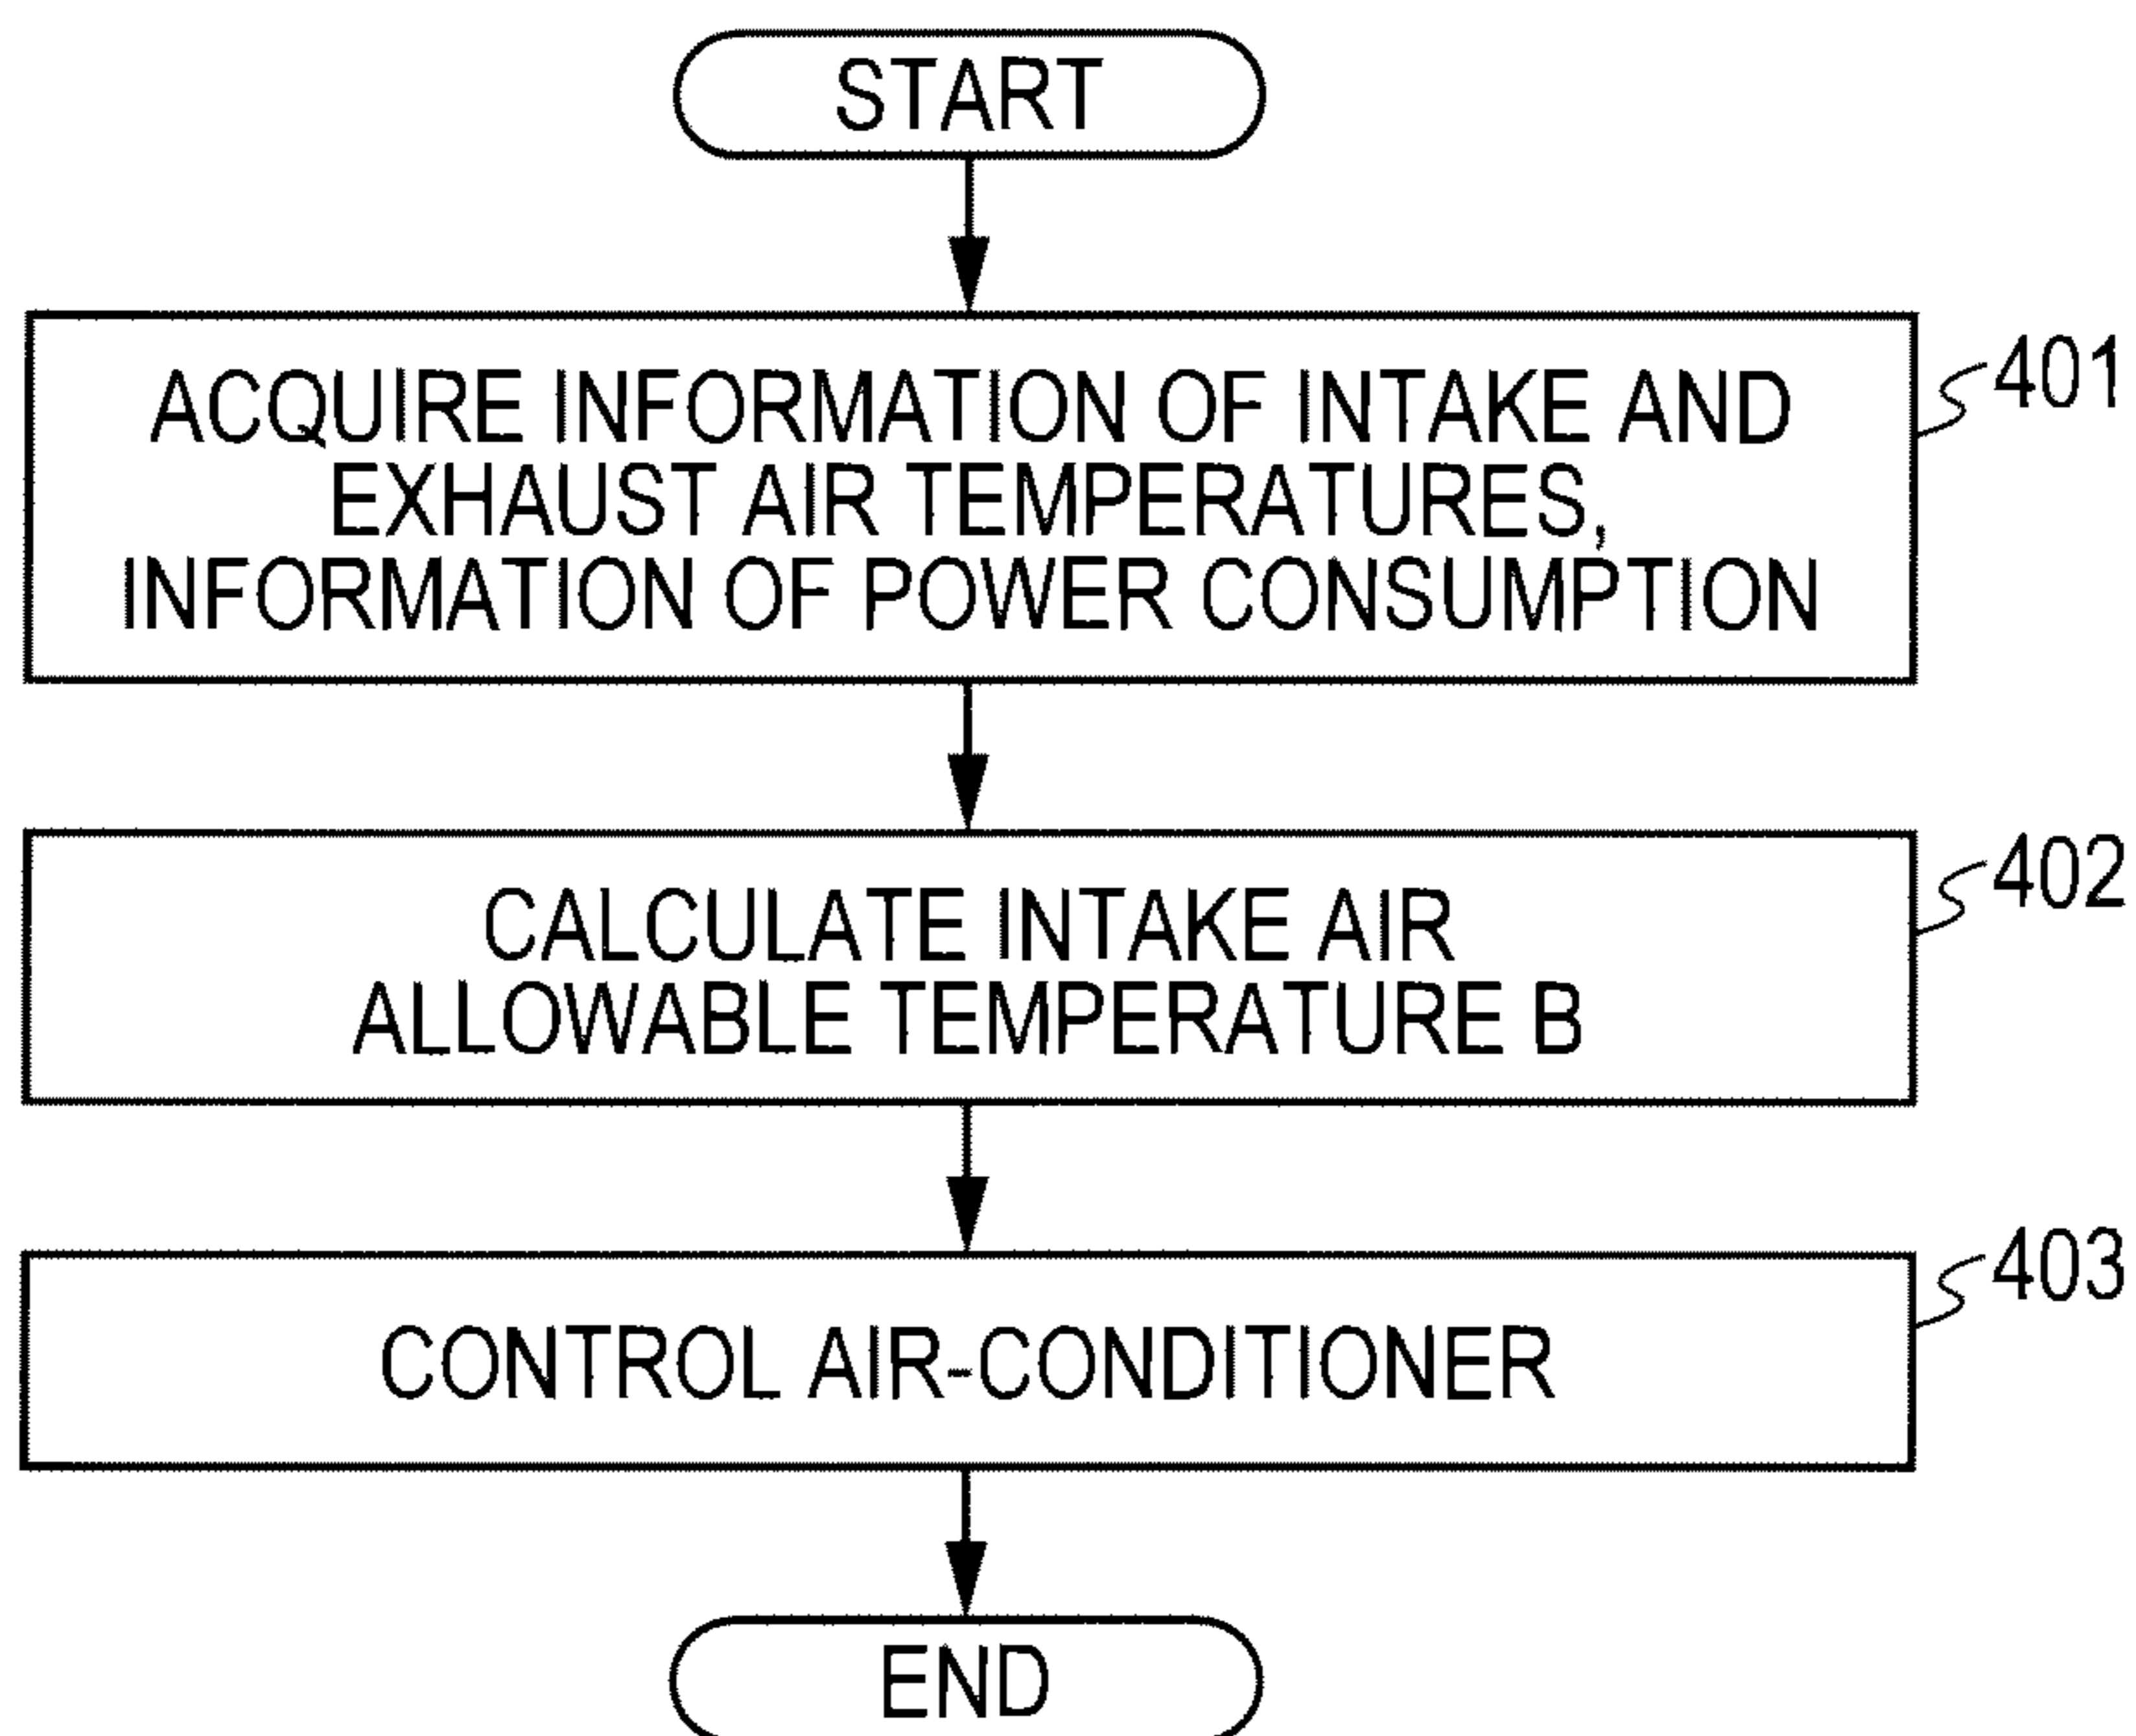 START
ACQUIRE INFORMATION OF INTAKE AND
EXHAUST AIR TEMPERATURES,
INFORMATION OF POWER CONSUMPTION
401
CALCULATE INTAKE AIR
ALLOWABLE TEMPERATURE B
402
CONTROL AIR-CONDITIONER
403
END